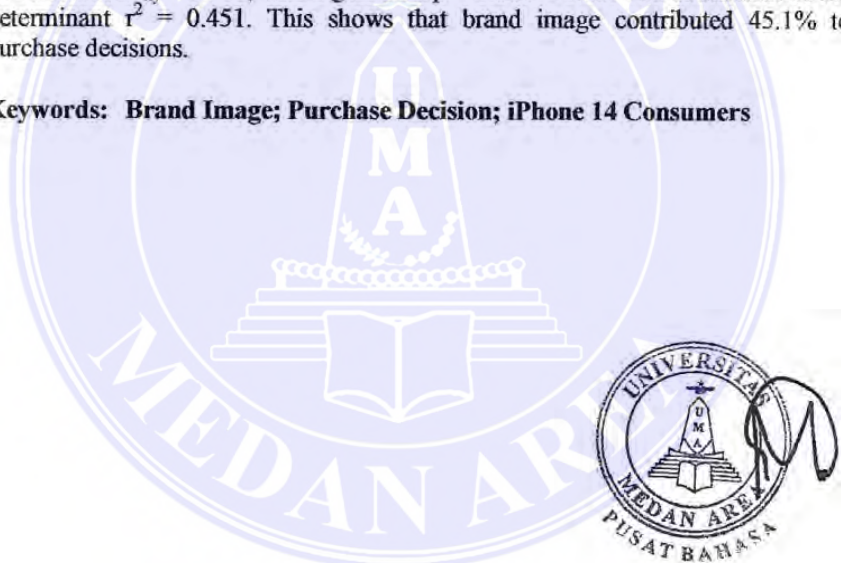 eterminant r² = 0.451. This shows that brand image contributed 45.1% to
urchase decisions.
Keywords: Brand Image; Purchase Decision; iPhone 14 Consumers
U
M
A
MEDAN AREA
UNIVERSITAS
U
M
A
MEDAN AREA
PUSAT BAHASA